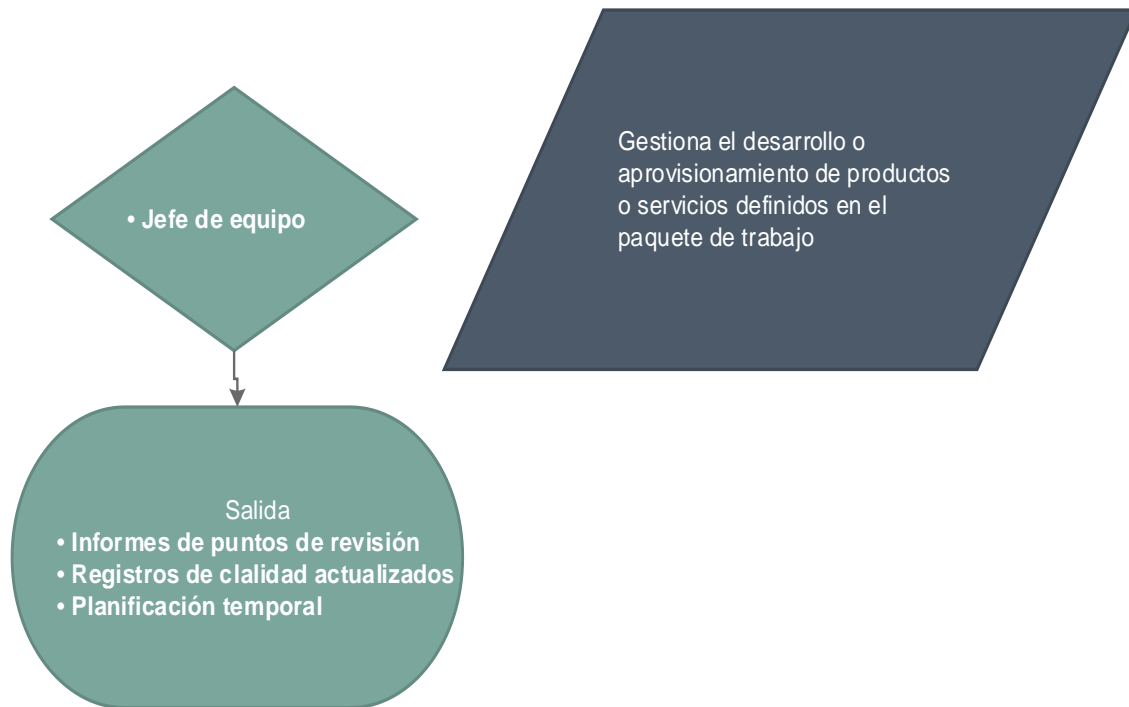 • Jefe de equipo
Gestiona el desarrollo o
aprovisionamiento de productos
o servicios definidos en el
paquete de trabajo
Salida
• Informes de puntos de revisión
• Registros de clalidad actualizados
• Planificación temporal